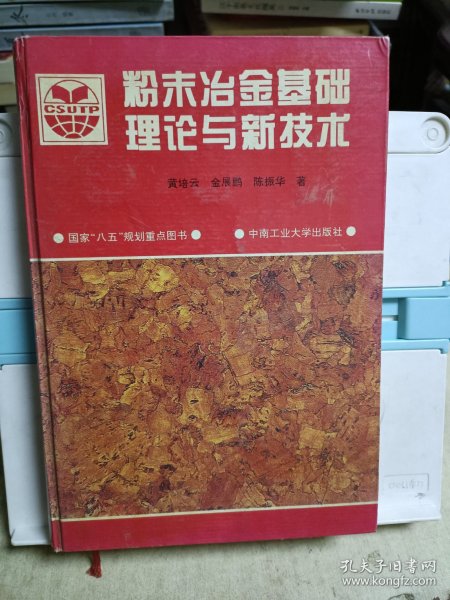 CSUTP
粉末冶金基础
理论与新技术
黄培云 金展鹏 陈振华 著
●国家“八五”规划重点图书●
●中南工业大学出版社●
孔夫子旧书网
www.kongfz.com